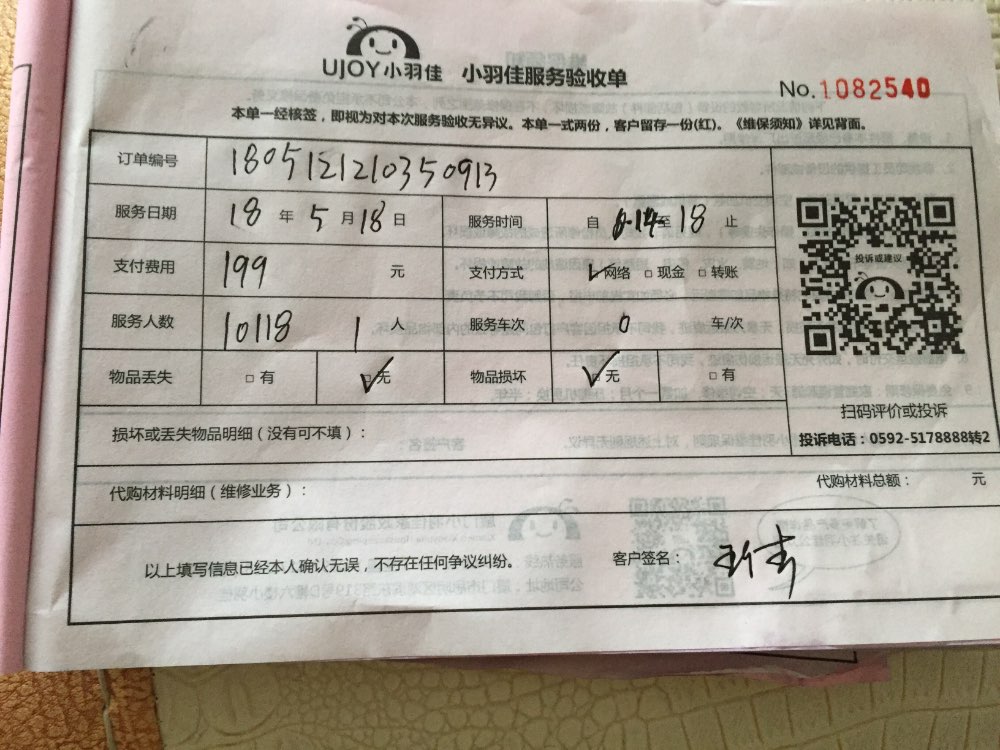 UJOY小羽佳 小羽佳服务验收单
No.1082540
本单一经核签，即视为对本次服务验收无异议。本单一式两份，客户留存一份(红)。《维保须知》详见背面。
订单编号 180512121035０913
服务日期 18 年 5 月 18 日 服务时间 自 14 至 18 止
支付费用 199 元 支付方式 网络 现金 转账
投诉或建议
服务人数 10118 1 人 服务车次 0 车/次
物品丢失 有 无 物品损坏 无 有
扫码评价或投诉
损坏或丢失物品明细（没有可不填）：
投诉电话：0592-5178888转2
代购材料明细（维修业务）： 代购材料总额： 元
以上填写信息已经本人确认无误，不存在任何争议纠纷。 客户签名：